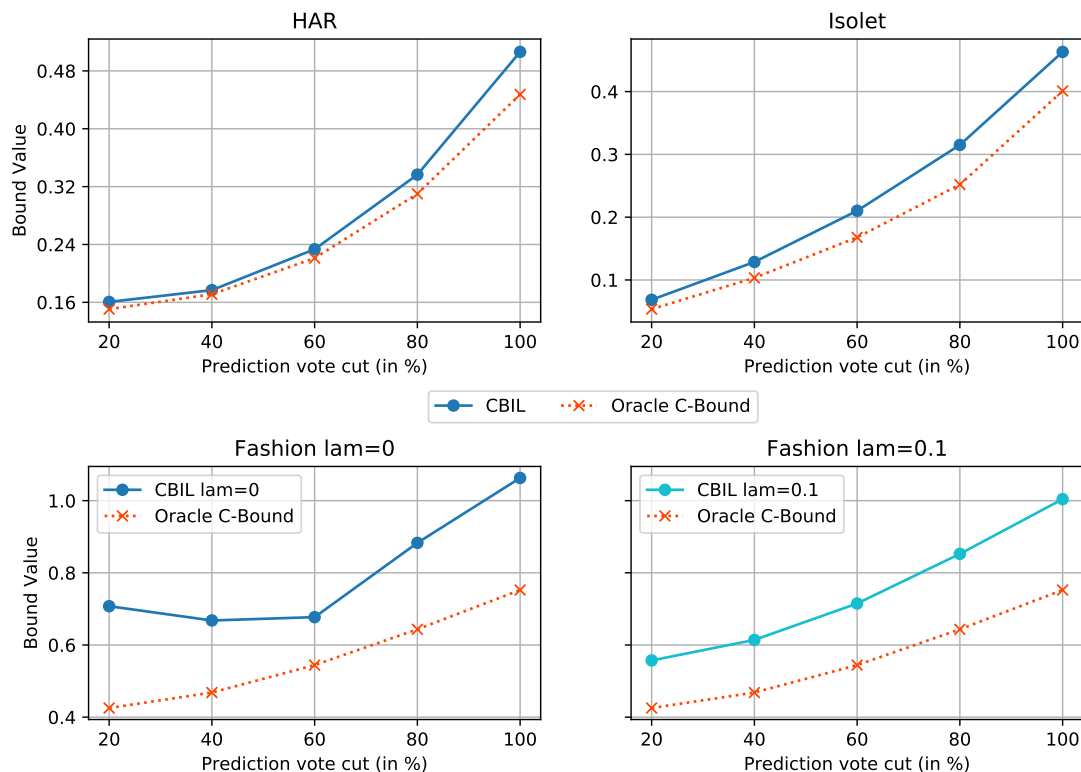 HAR
Bound Value
0.48
0.40
0.32
0.24
0.16
20 40 60 80 100
Prediction vote cut (in %)
Isolet
0.4
0.3
0.2
0.1
20 40 60 80 100
Prediction vote cut (in %)
CBIL Oracle C-Bound
Fashion lam=0
CBIL lam=0
Oracle C-Bound
Bound Value
1.0
0.8
0.6
0.4
20 40 60 80 100
Prediction vote cut (in %)
Fashion lam=0.1
CBIL lam=0.1
Oracle C-Bound
20 40 60 80 100
Prediction vote cut (in %)